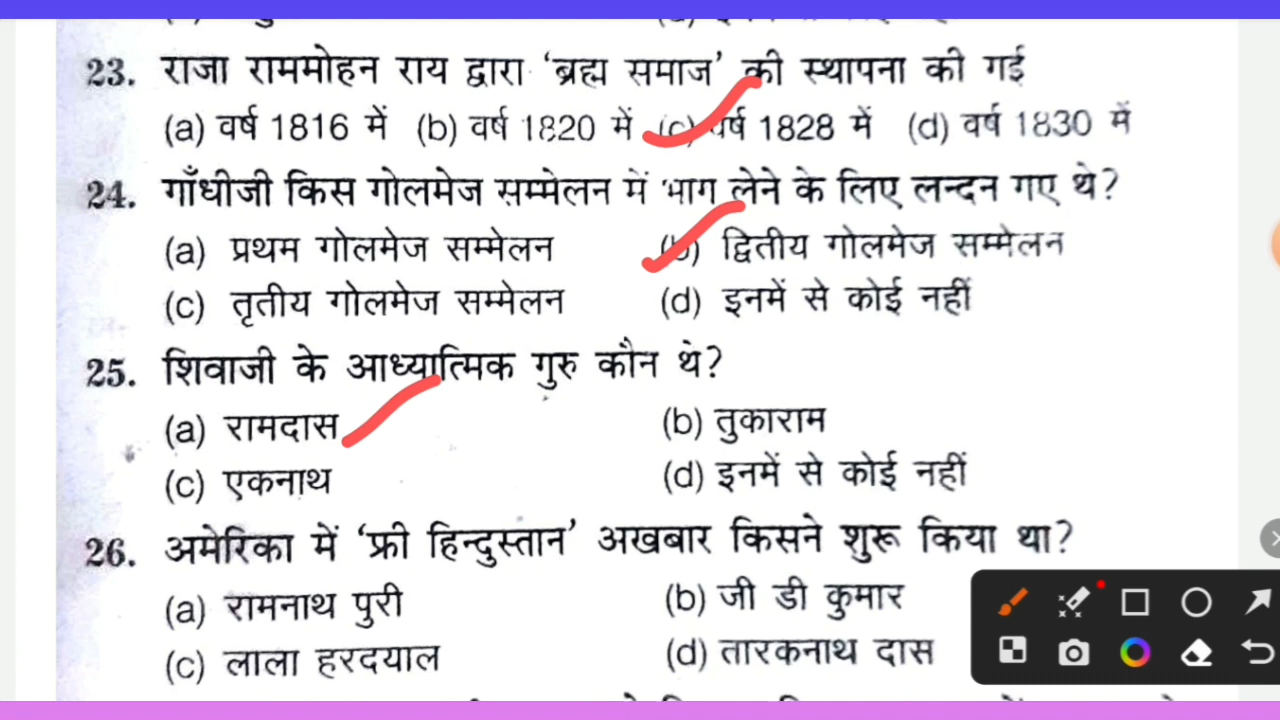 23. राजा राममोहन राय द्वारा ‘ब्रह्म समाज’ की स्थापना की गई
(a) वर्ष 1816 में (b) वर्ष 1820 में (c) वर्ष 1828 में (d) वर्ष 1830 में
24. गाँधीजी किस गोलमेज सम्मेलन में भाग लेने के लिए लन्दन गए थे?
(a) प्रथम गोलमेज सम्मेलन (b) द्वितीय गोलमेज सम्मेलन
(c) तृतीय गोलमेज सम्मेलन (d) इनमें से कोई नहीं
25. शिवाजी के आध्यात्मिक गुरु कौन थे?
(a) रामदास (b) तुकाराम
(c) एकनाथ (d) इनमें से कोई नहीं
26. अमेरिका में ‘फ्री हिन्दुस्तान’ अखबार किसने शुरू किया था?
(a) रामनाथ पुरी (b) जी डी कुमार
(c) लाला हरदयाल (d) तारकनाथ दास